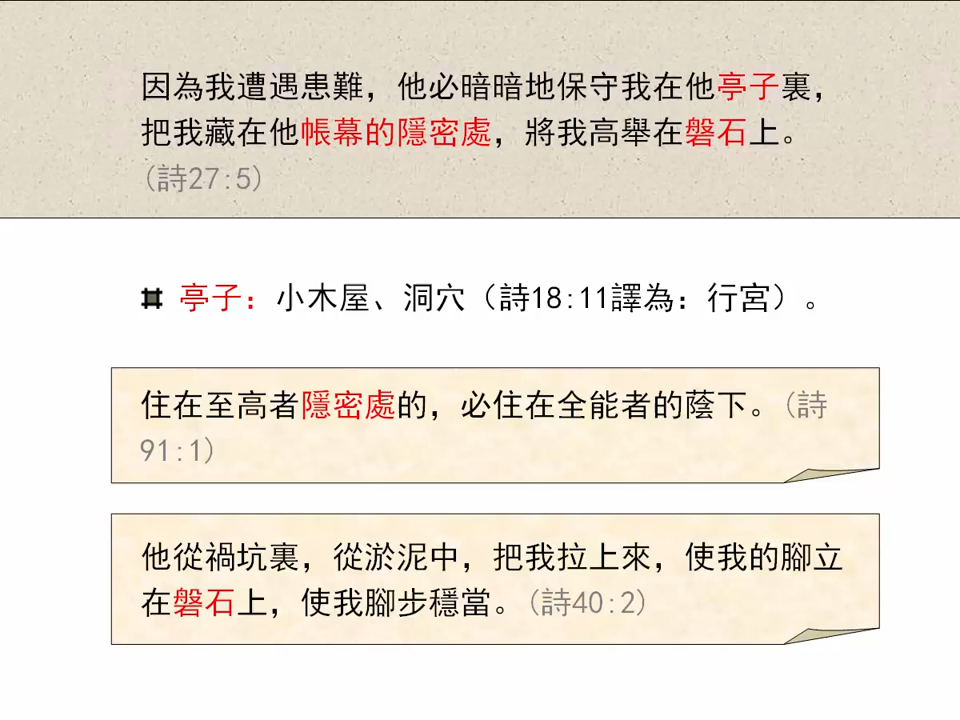 因為我遭遇患難，他必暗暗地保守我在他亭子裏，
把我藏在他帳幕的隱密處，將我高舉在磐石上。
(詩27:5)
亭子：小木屋、洞穴（詩18:11譯為：行宮）。
住在至高者隱密處的，必住在全能者的蔭下。(詩
91:1)
他從禍坑裏，從淤泥中，把我拉上來，使我的腳立
在磐石上，使我腳步穩當。(詩40:2)